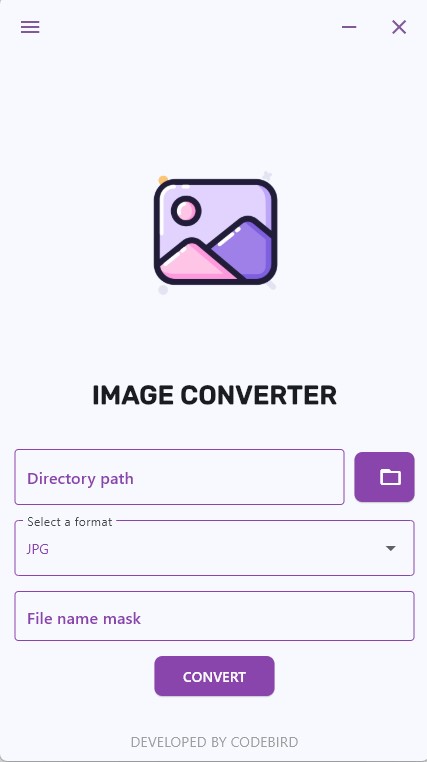 IMAGE CONVERTER
Directory path
Select a format
JPG
File name mask
CONVERT
DEVELOPED BY CODEBIRD